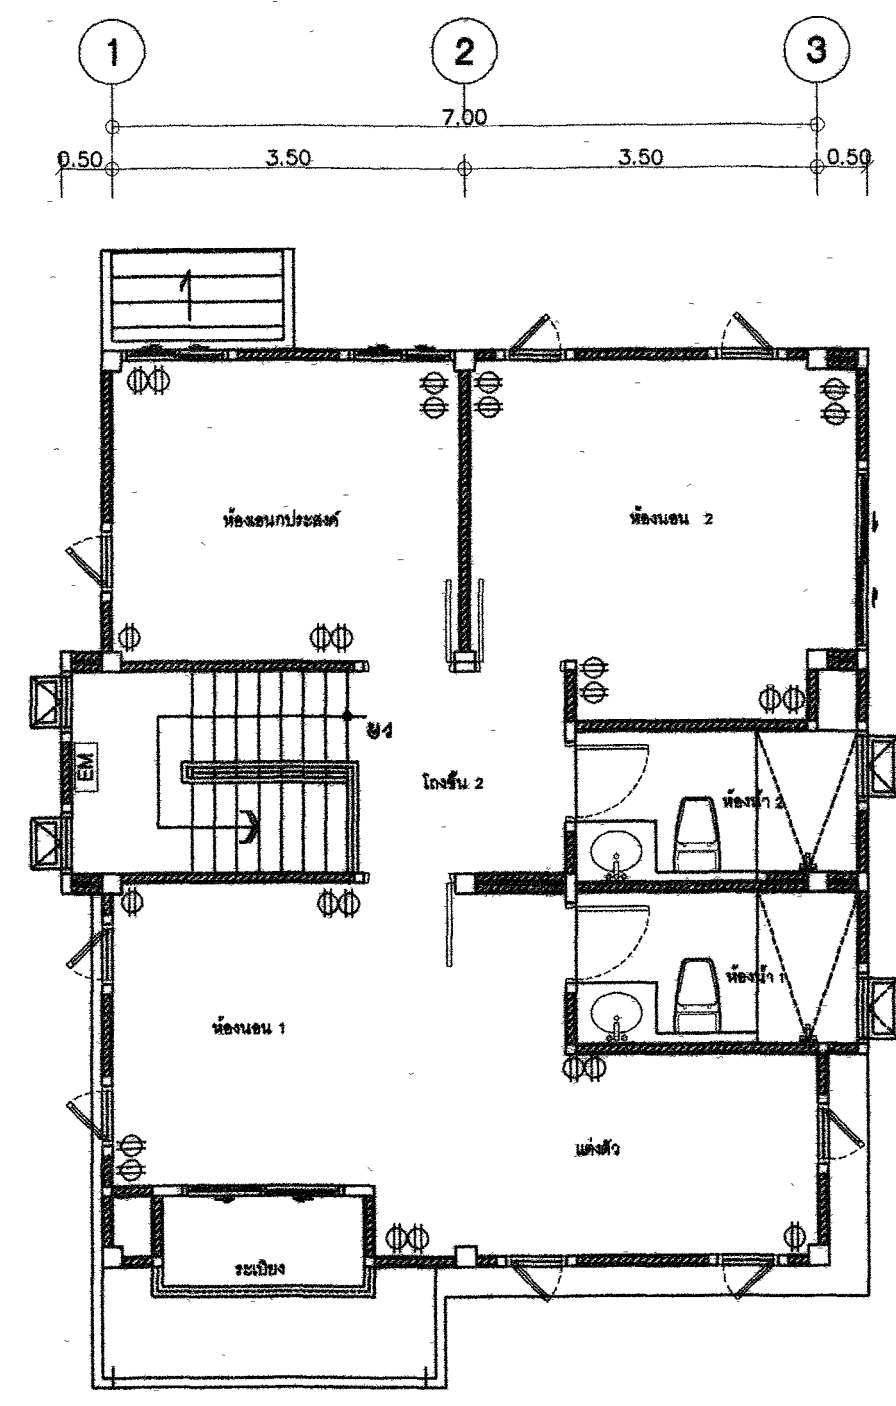 1 2 3
7.00
0.50 3.50 3.50 0.50
ห้องเอนกประสงค์ ห้องนอน 2
EM
โถงชั้น 2
ห้องน้ำ 2
ห้องน้ำ 1
ห้องนอน 1
แต่งตัว
ระเบียง